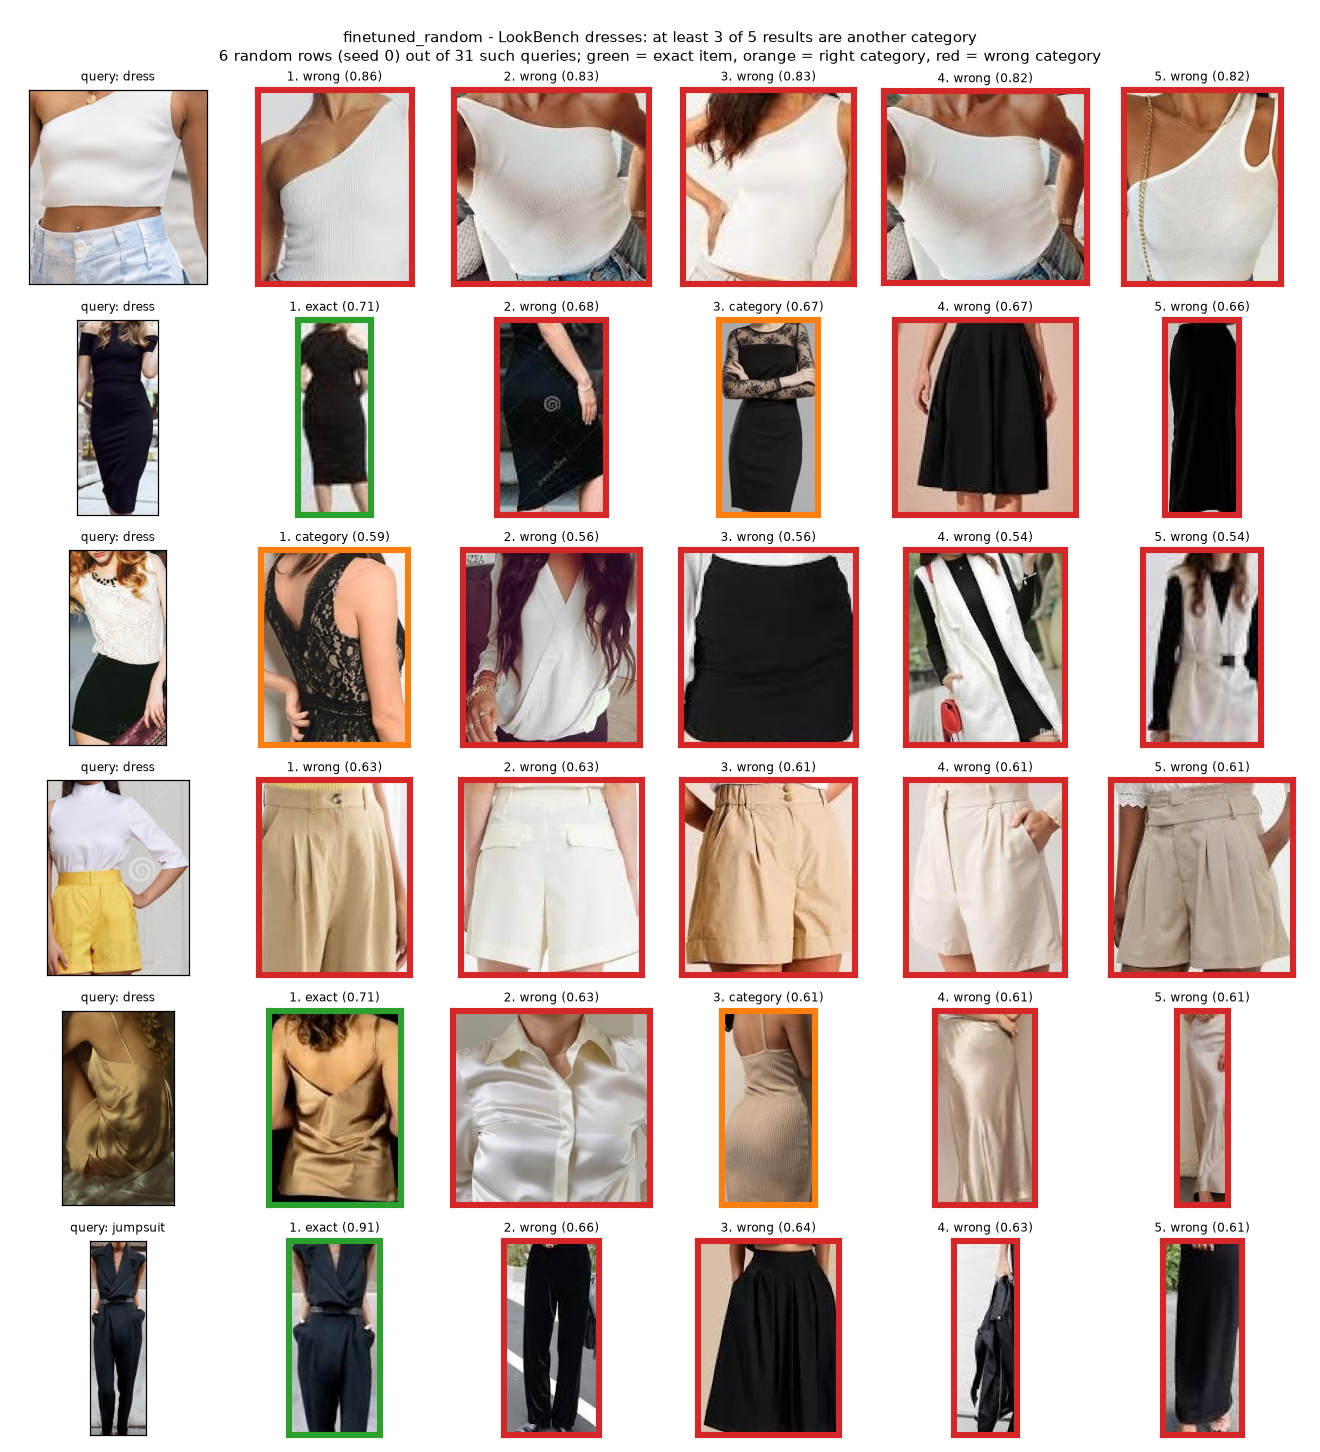 finetuned_random - LookBench dresses: at least 3 of 5 results are another category
6 random rows (seed 0) out of 31 such queries; green = exact item, orange = right category, red = wrong category
query: dress 1. wrong (0.86) 2. wrong (0.83) 3. wrong (0.83) 4. wrong (0.82) 5. wrong (0.82)
query: dress 1. exact (0.71) 2. wrong (0.68) 3. category (0.67) 4. wrong (0.67) 5. wrong (0.66)
query: dress 1. category (0.59) 2. wrong (0.56) 3. wrong (0.56) 4. wrong (0.54) 5. wrong (0.54)
query: dress 1. wrong (0.63) 2. wrong (0.63) 3. wrong (0.61) 4. wrong (0.61) 5. wrong (0.61)
query: dress 1. exact (0.71) 2. wrong (0.63) 3. category (0.61) 4. wrong (0.61) 5. wrong (0.61)
query: jumpsuit 1. exact (0.91) 2. wrong (0.66) 3. wrong (0.64) 4. wrong (0.63) 5. wrong (0.61)